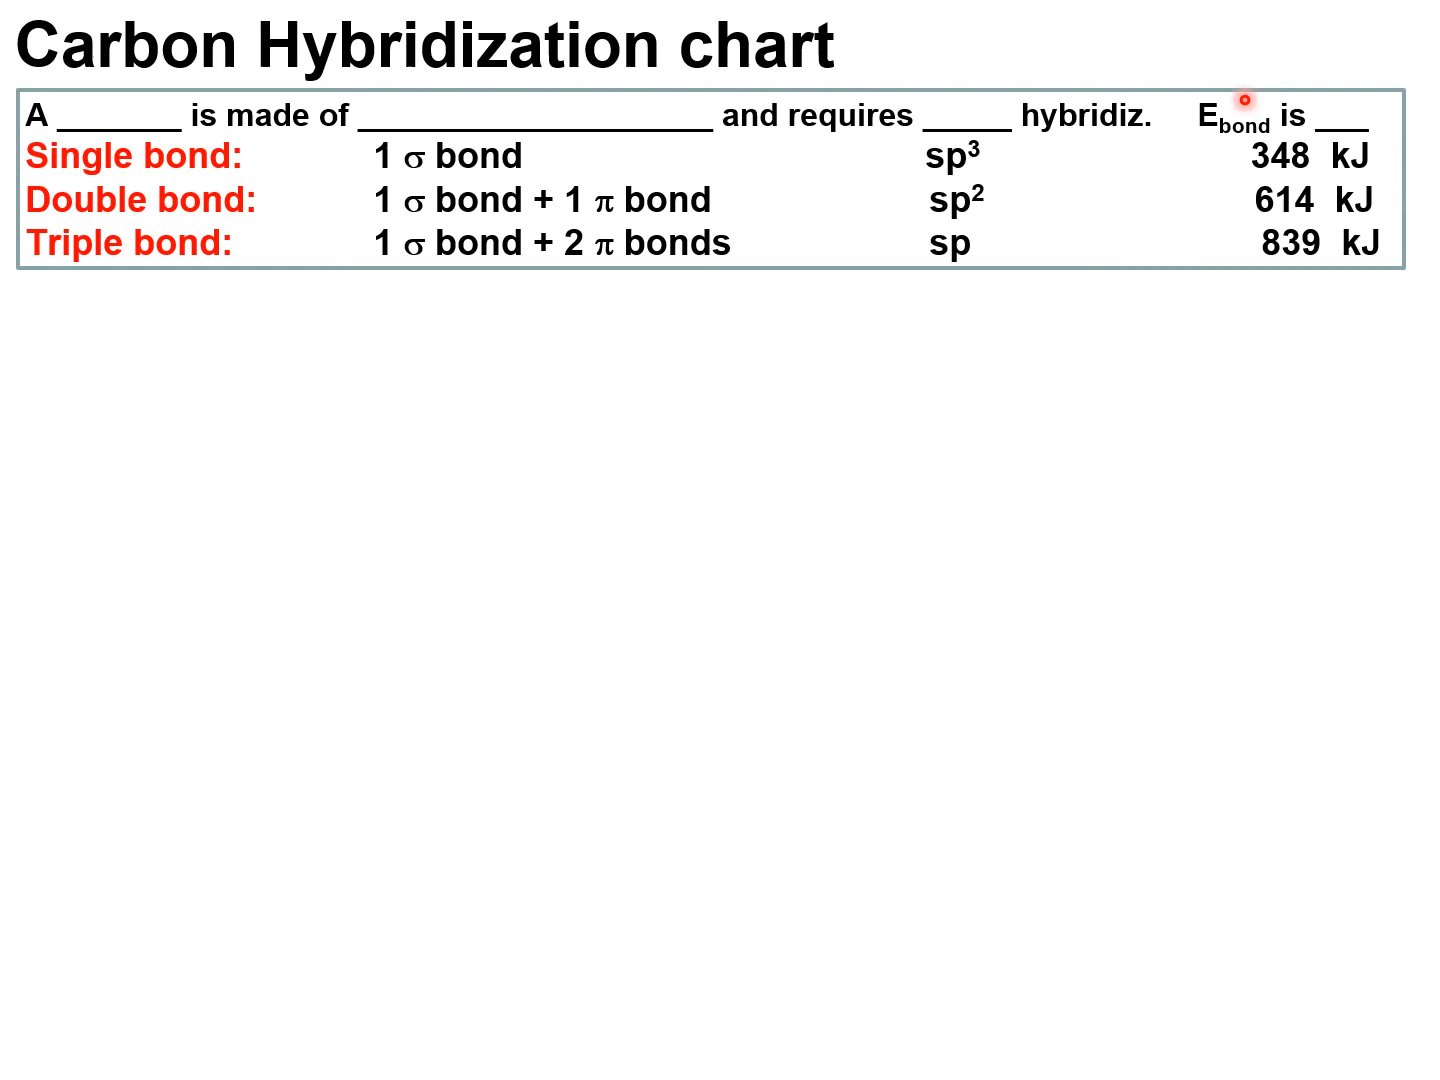 Carbon Hybridization chart
A _______ is made of ____________________ and requires _____ hybridiz. E_bond is ___
Single bond: 1 σ bond sp³ 348 kJ
Double bond: 1 σ bond + 1 π bond sp² 614 kJ
Triple bond: 1 σ bond + 2 π bonds sp 839 kJ